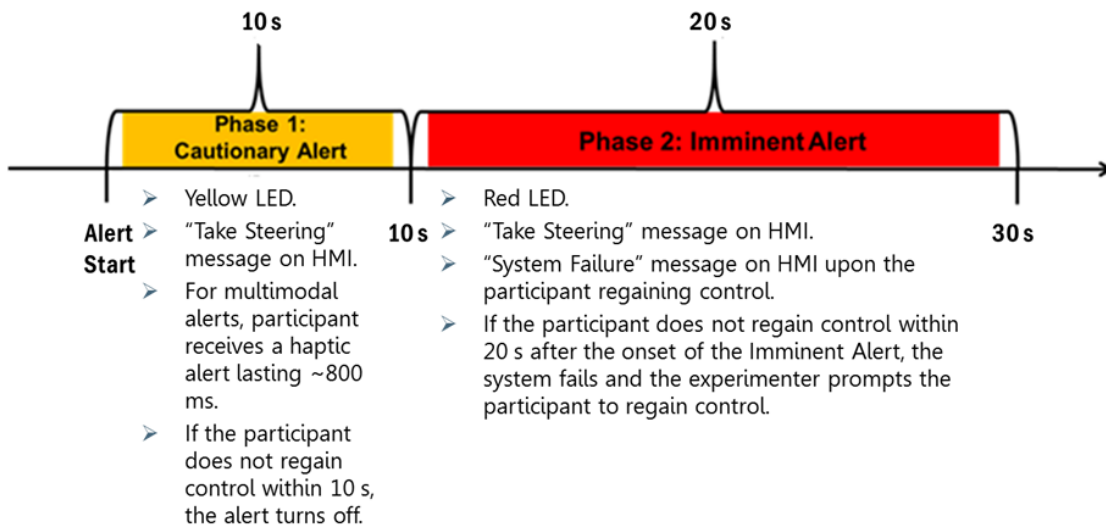 10 s
20 s
Phase 1:
Cautionary Alert
Phase 2: Imminent Alert
Alert
Start
10 s
30 s
➢ Yellow LED.
➢ “Take Steering”
message on HMI.
➢ For multimodal
alerts, participant
receives a haptic
alert lasting ~800
ms.
➢ If the participant
does not regain
control within 10 s,
the alert turns off.
➢ Red LED.
➢ “Take Steering” message on HMI.
➢ “System Failure” message on HMI upon the
participant regaining control.
➢ If the participant does not regain control within
20 s after the onset of the Imminent Alert, the
system fails and the experimenter prompts the
participant to regain control.